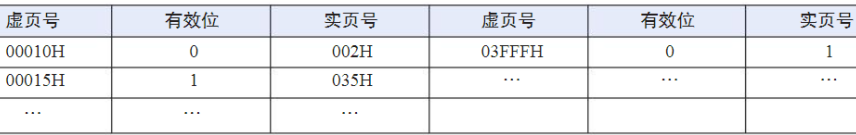 虚页号 有效位 实页号 虚页号 有效位 实页号
00010H 0 002H 03FFFH 0 1
00015H 1 035H … … …
… … …